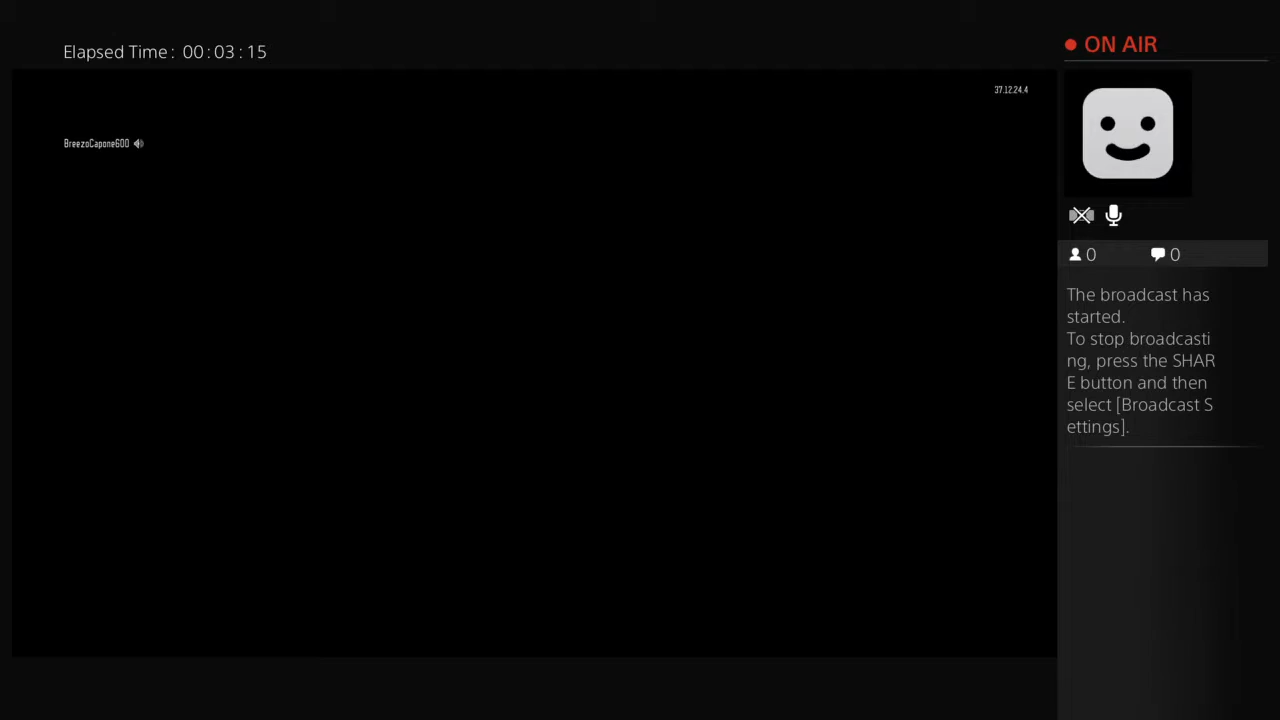 Elapsed Time: 00:03:15
ON AIR
37.12.24.4
BreezoCapone600
0
0
The broadcast has
started.
To stop broadcasti
ng, press the SHAR
E button and then
select [Broadcast S
ettings].